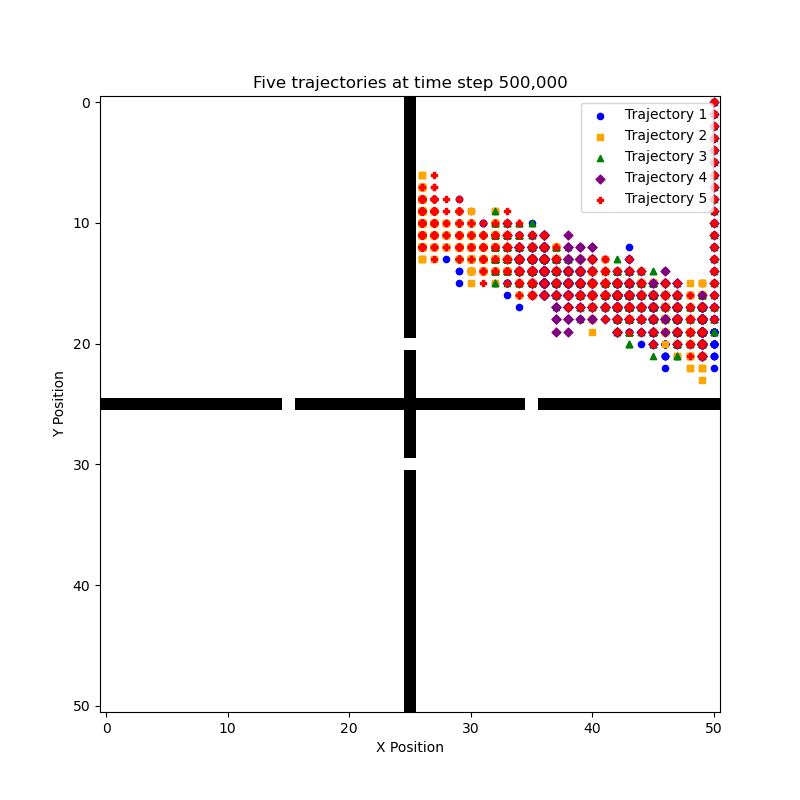 Five trajectories at time step 500,000
Trajectory 1
Trajectory 2
Trajectory 3
Trajectory 4
Trajectory 5
0
10
20
30
40
50
Y Position
0
10
20
30
40
50
X Position